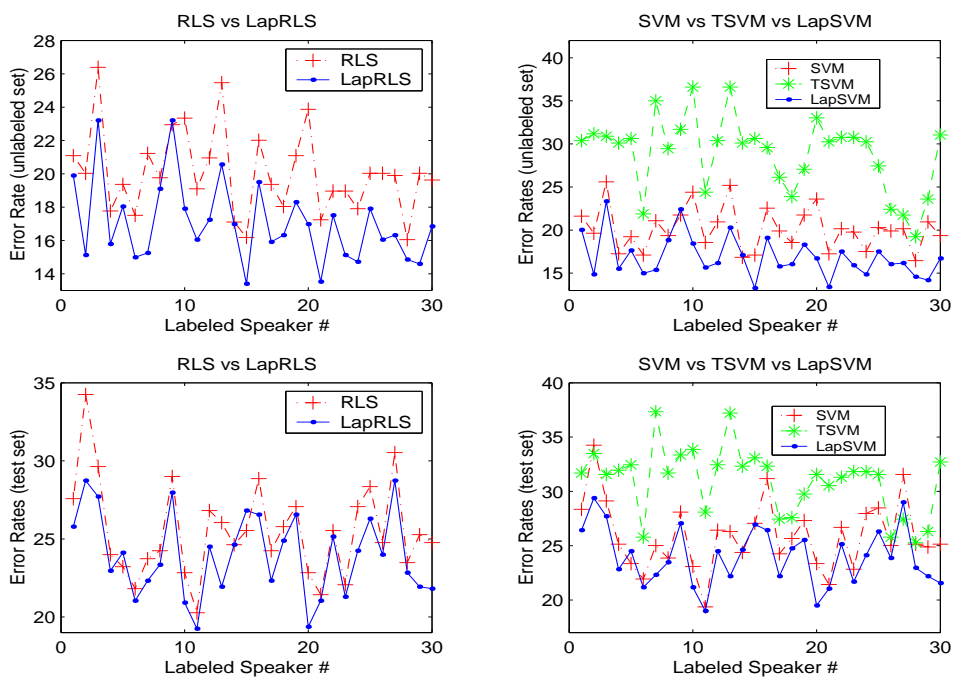 RLS vs LapRLS
28
26
24
22
20
18
16
14
0
10
20
30
Error Rate (unlabeled set)
Labeled Speaker #
RLS
LapRLS
SVM vs TSVM vs LapSVM
40
35
30
25
20
15
0
10
20
30
Error Rates (unlabeled set)
Labeled Speaker #
SVM
TSVM
LapSVM
RLS vs LapRLS
35
30
25
20
0
10
20
30
Error Rates (test set)
Labeled Speaker #
RLS
LapRLS
SVM vs TSVM vs LapSVM
40
35
30
25
20
0
10
20
30
Error Rates (test set)
Labeled Speaker #
SVM
TSVM
LapSVM